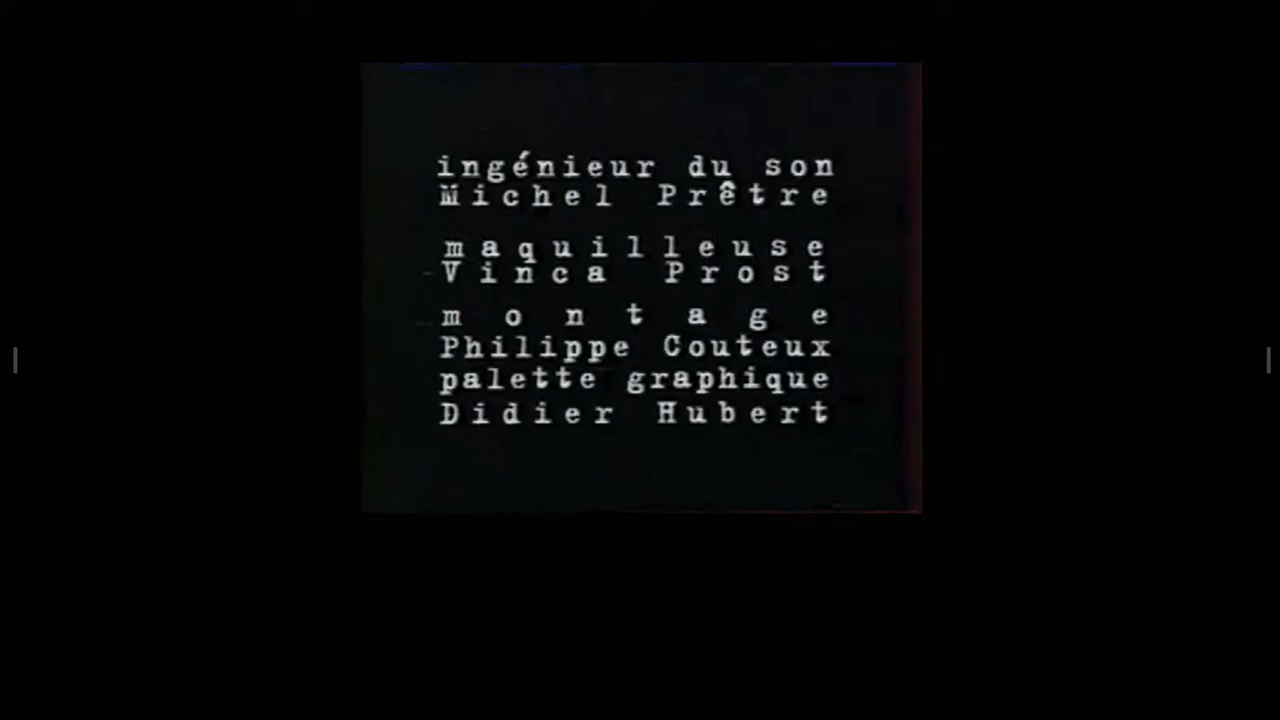 ingénieur du son
Michel Prêtre
maquilleuse
Vinca Prost
montage
Philippe Couteux
palette graphique
Didier Hubert